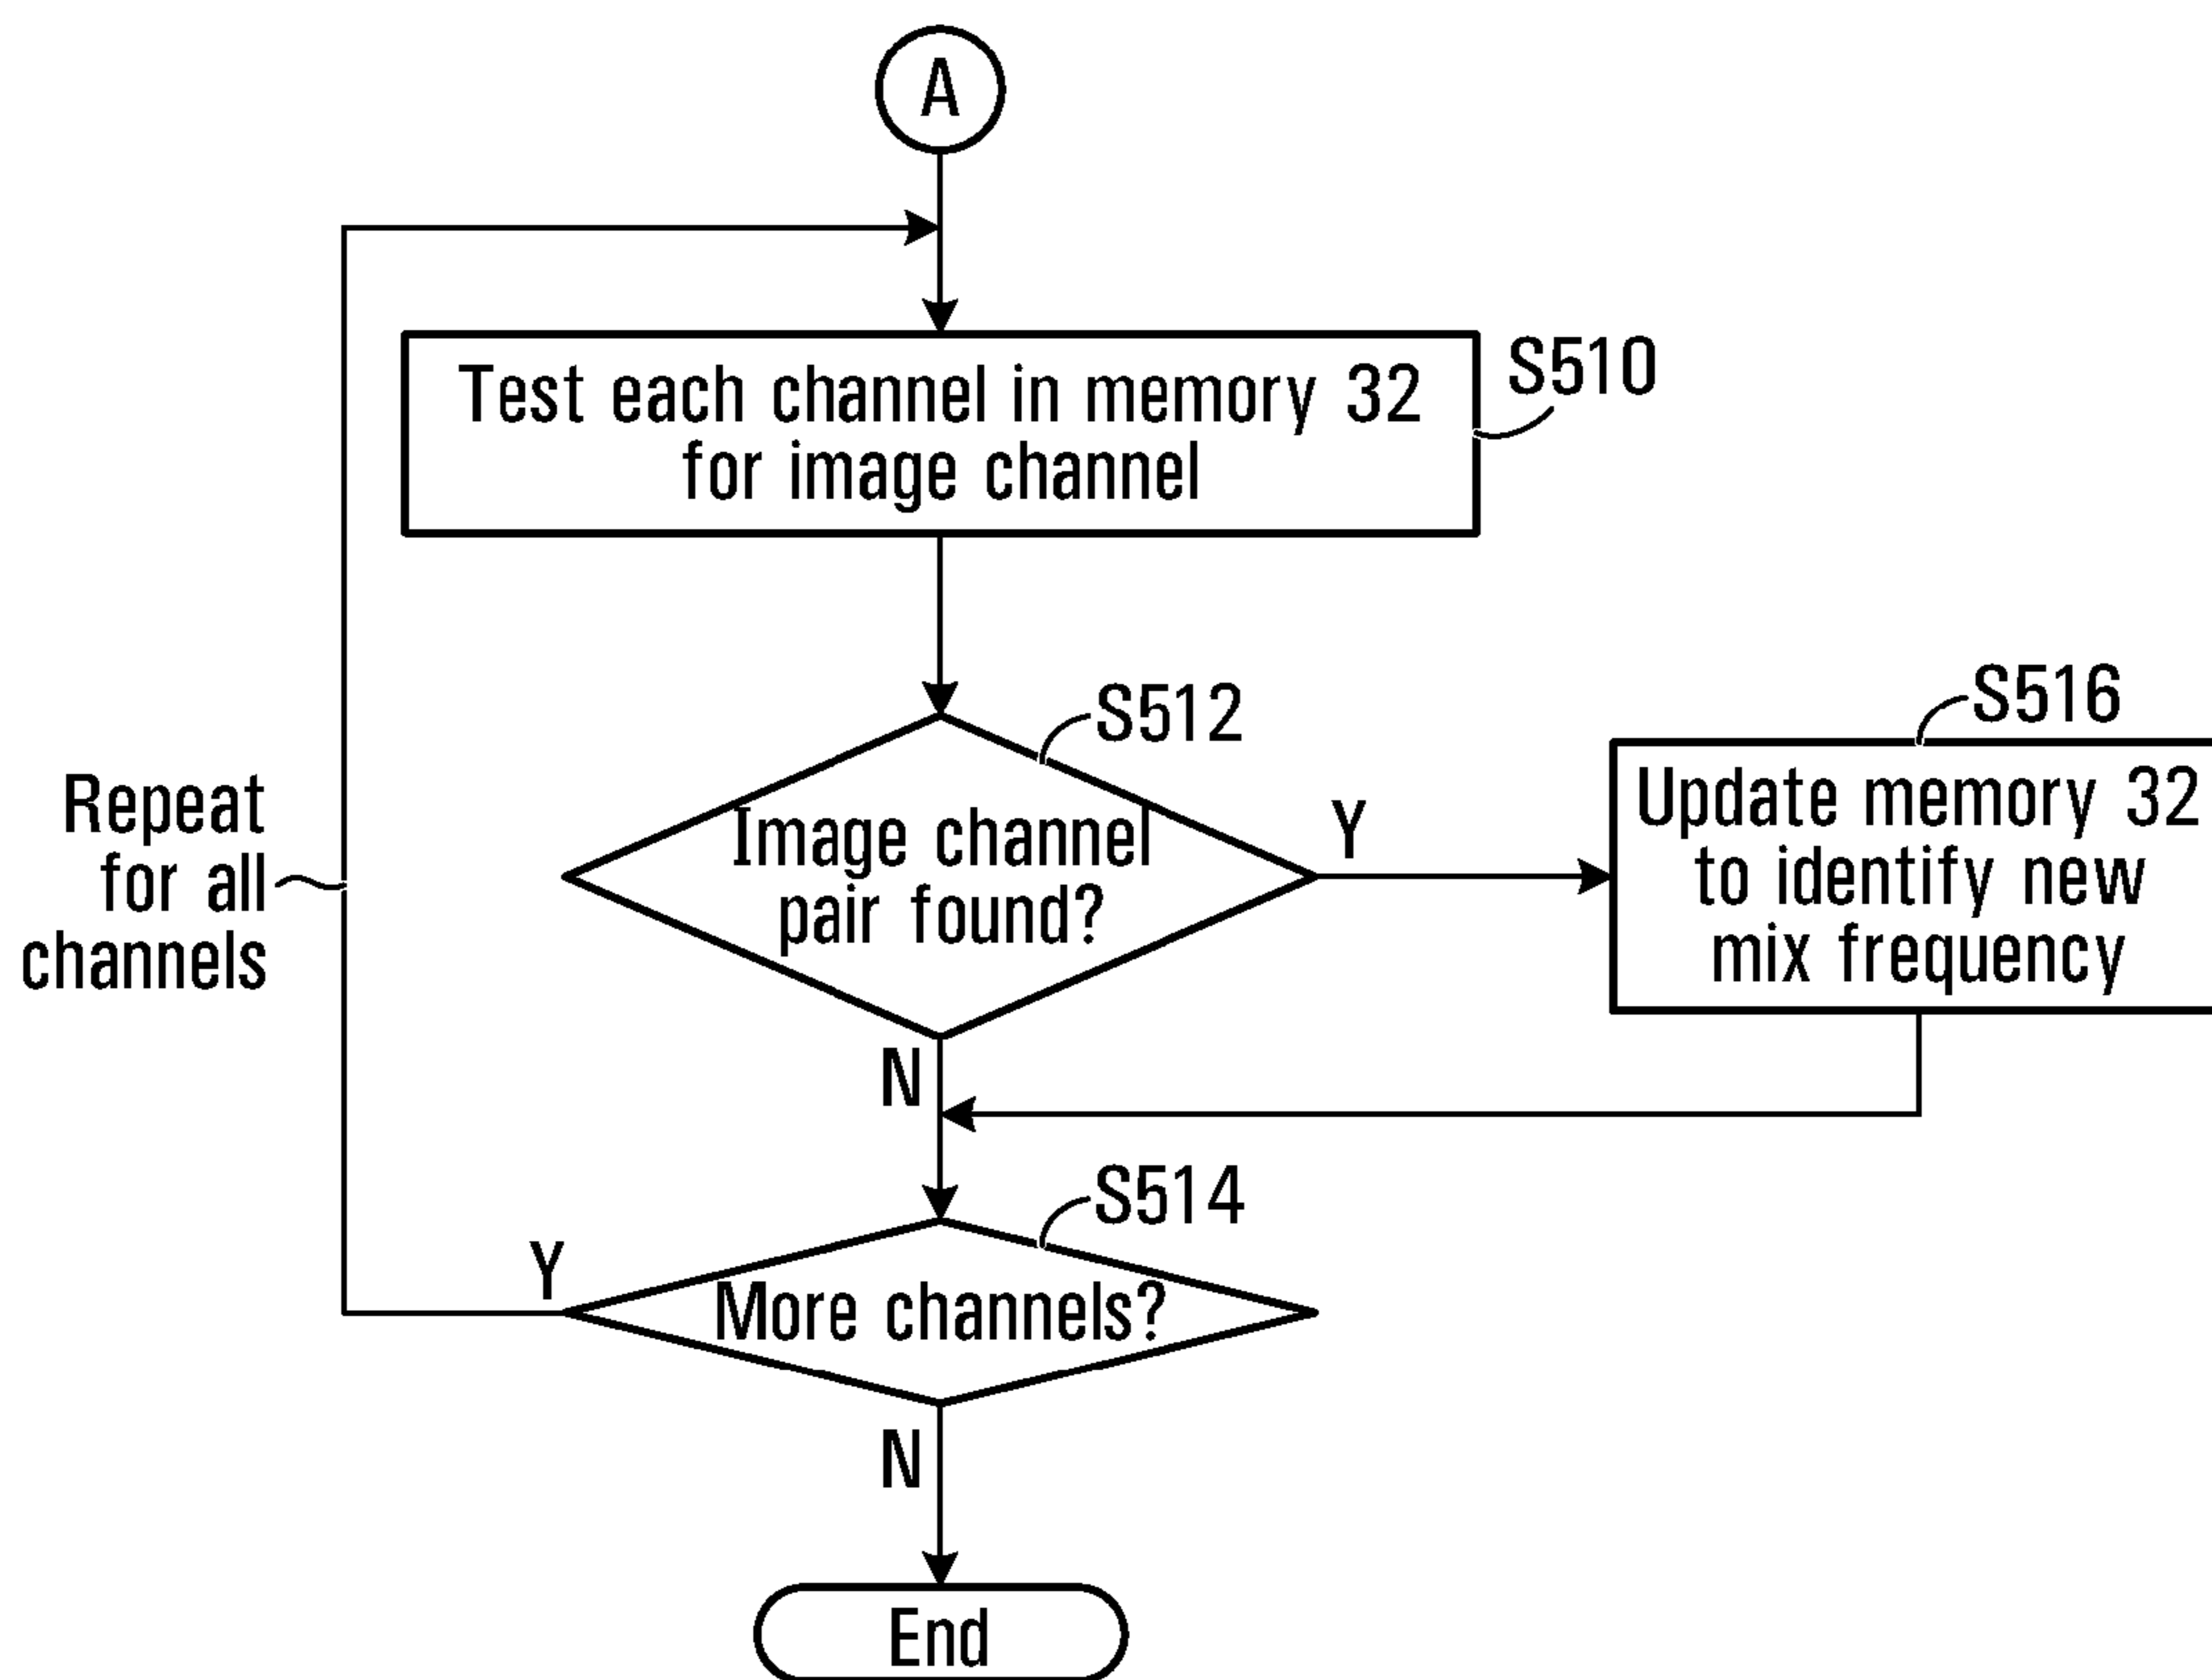 A
Test each channel in memory 32
for image channel
S510
S512
Image channel
pair found?
Y
S516
Update memory 32
to identify new
mix frequency
Repeat
for all
channels
N
S514
Y
More channels?
N
End